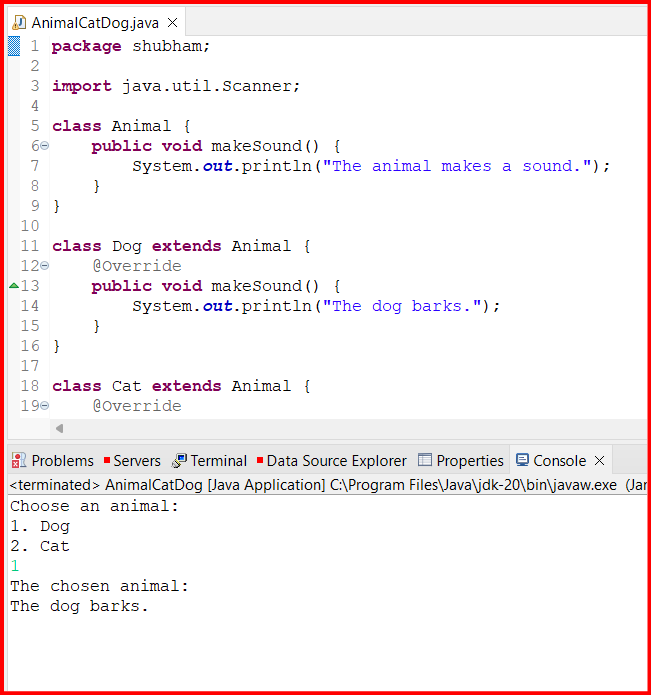 AnimalCatDog.java
1 package shubham;
2
3 import java.util.Scanner;
4
5 class Animal {
6 public void makeSound() {
7 System.out.println("The animal makes a sound.");
8 }
9 }
10
11 class Dog extends Animal {
12 @Override
13 public void makeSound() {
14 System.out.println("The dog barks.");
15 }
16 }
17
18 class Cat extends Animal {
19 @Override
Problems Servers Terminal Data Source Explorer Properties Console
<terminated> AnimalCatDog [Java Application] C:\Program Files\Java\jdk-20\bin\javaw.exe (Jan
Choose an animal:
1. Dog
2. Cat
1
The chosen animal:
The dog barks.